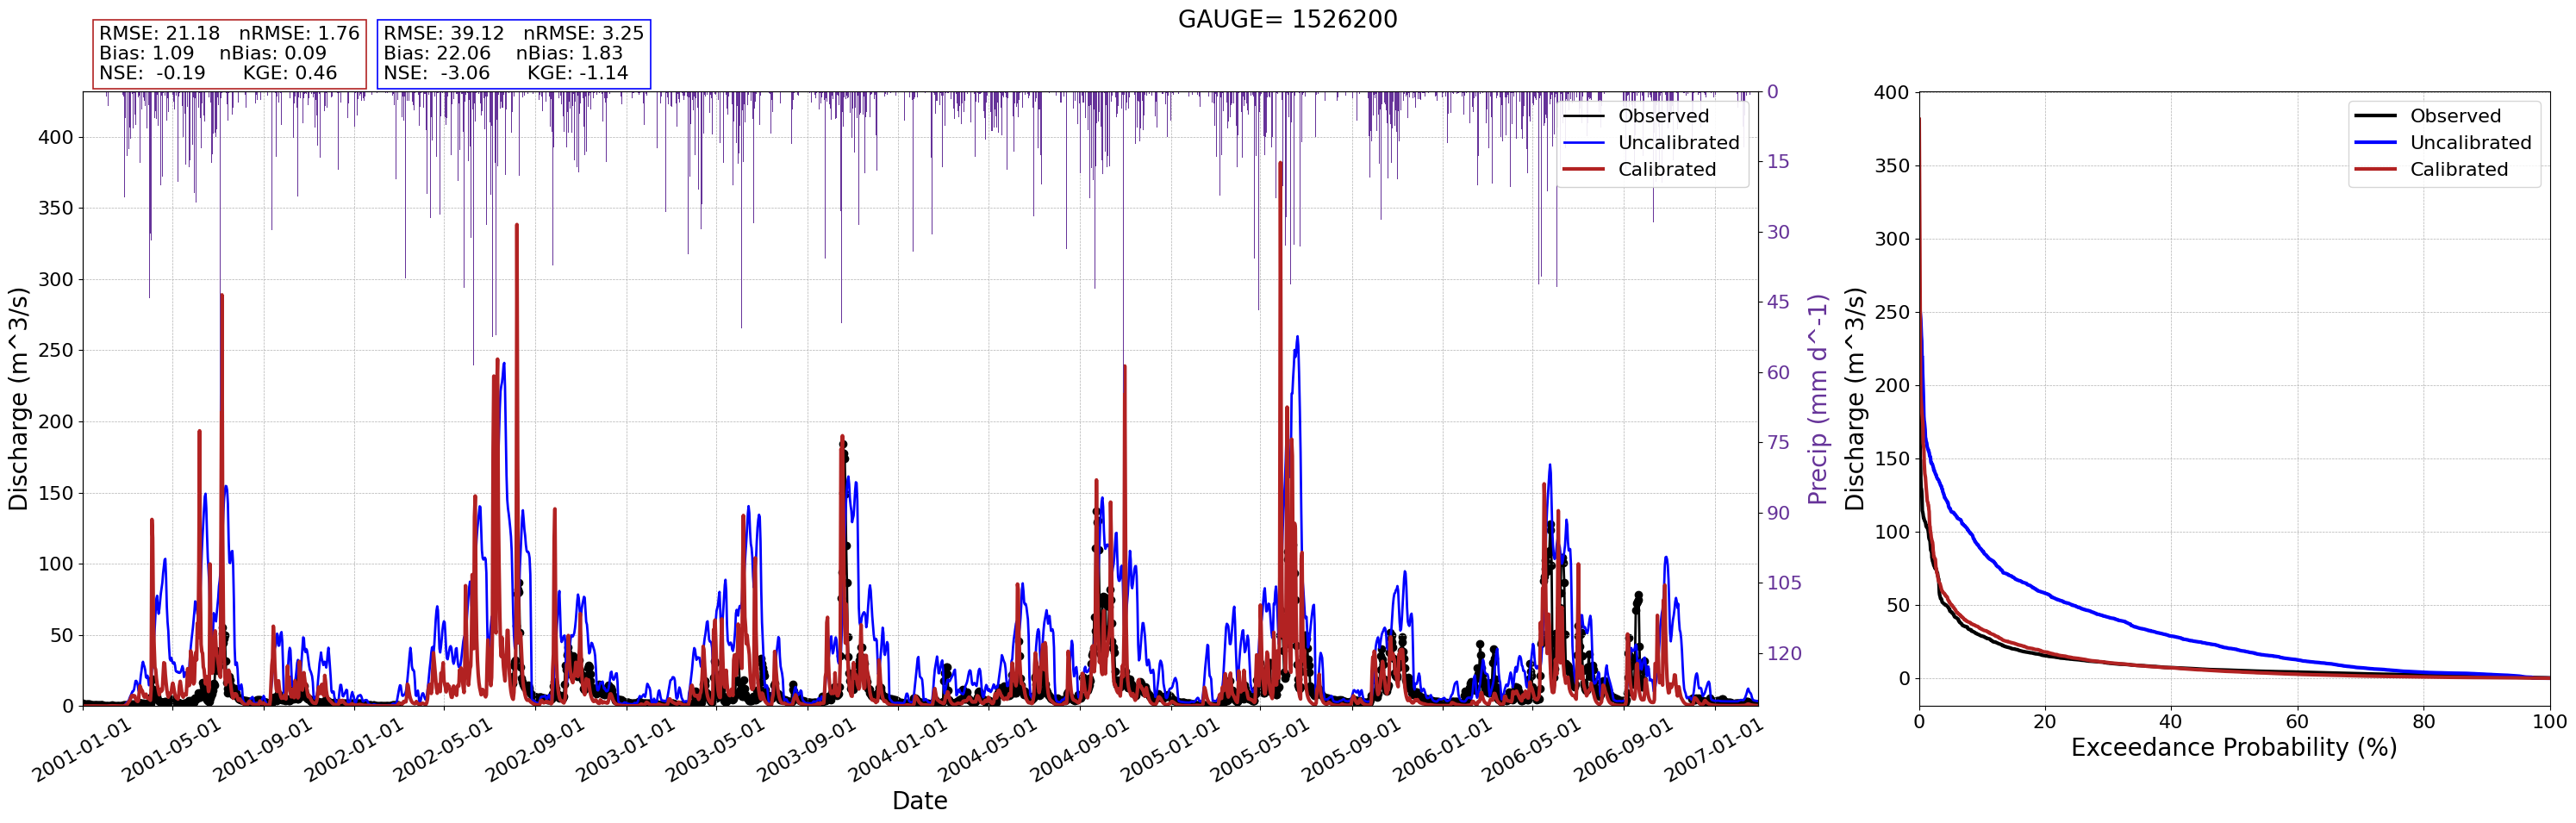 GAUGE= 1526200
RMSE: 21.18 nRMSE: 1.76
Bias: 1.09 nBias: 0.09
NSE: -0.19 KGE: 0.46
RMSE: 39.12 nRMSE: 3.25
Bias: 22.06 nBias: 1.83
NSE: -3.06 KGE: -1.14
Discharge (m^3/s)
400
350
300
250
200
150
100
50
0
Observed
Uncalibrated
Calibrated
0
15
30
45
60
75
90
105
120
Precip (mm d^-1)
2001-01-01
2001-05-01
2001-09-01
2002-01-01
2002-05-01
2002-09-01
2003-01-01
2003-05-01
2003-09-01
2004-01-01
2004-05-01
2004-09-01
2005-01-01
2005-05-01
2005-09-01
2006-01-01
2006-05-01
2006-09-01
2007-01-01
Date
Discharge (m^3/s)
400
350
300
250
200
150
100
50
0
Observed
Uncalibrated
Calibrated
0
20
40
60
80
100
Exceedance Probability (%)